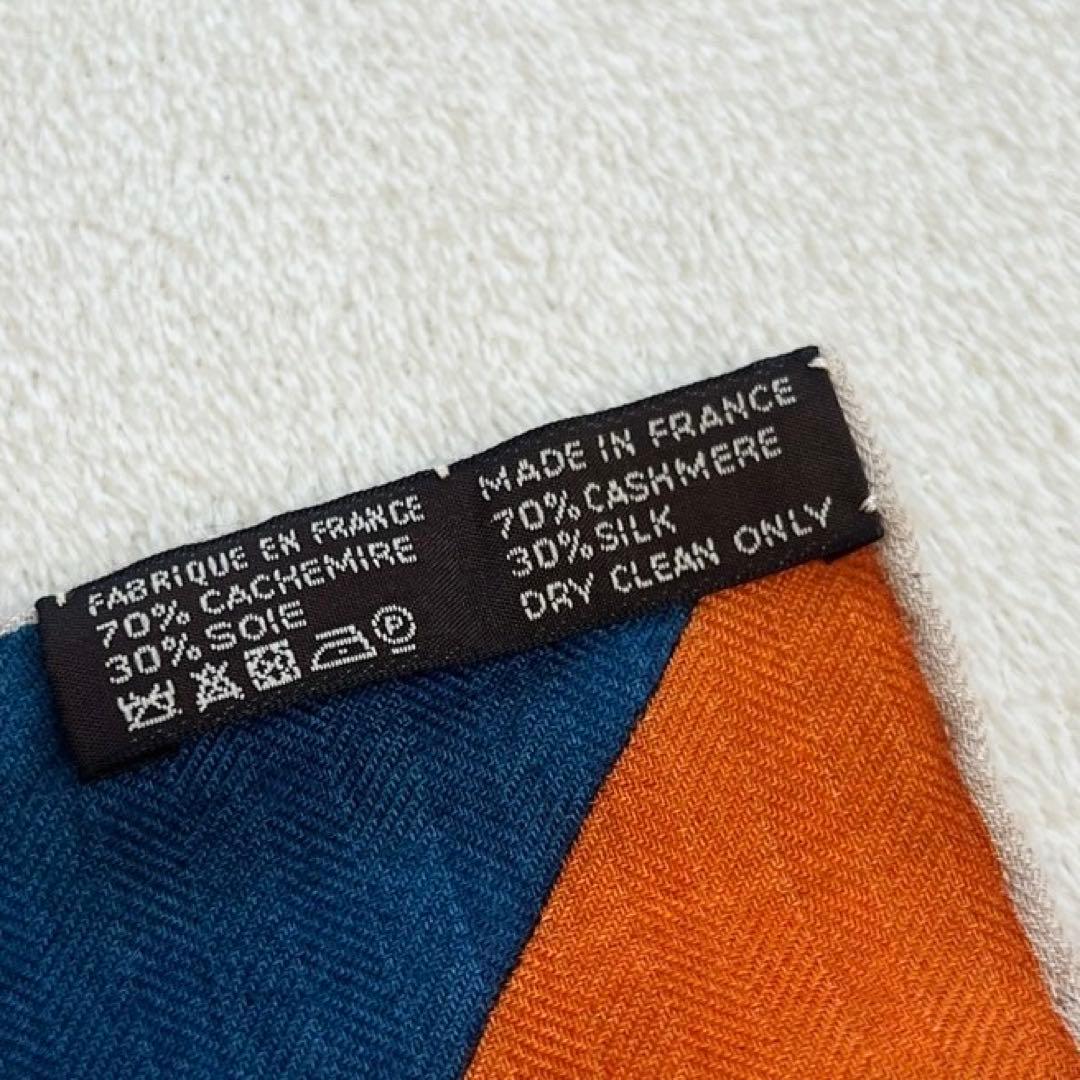 FABRIQUE EN FRANCE
70% CACHEMIRE
30% SOIE
P
MADE IN FRANCE
70% CASHMERE
30% SILK
DRY CLEAN ONLY